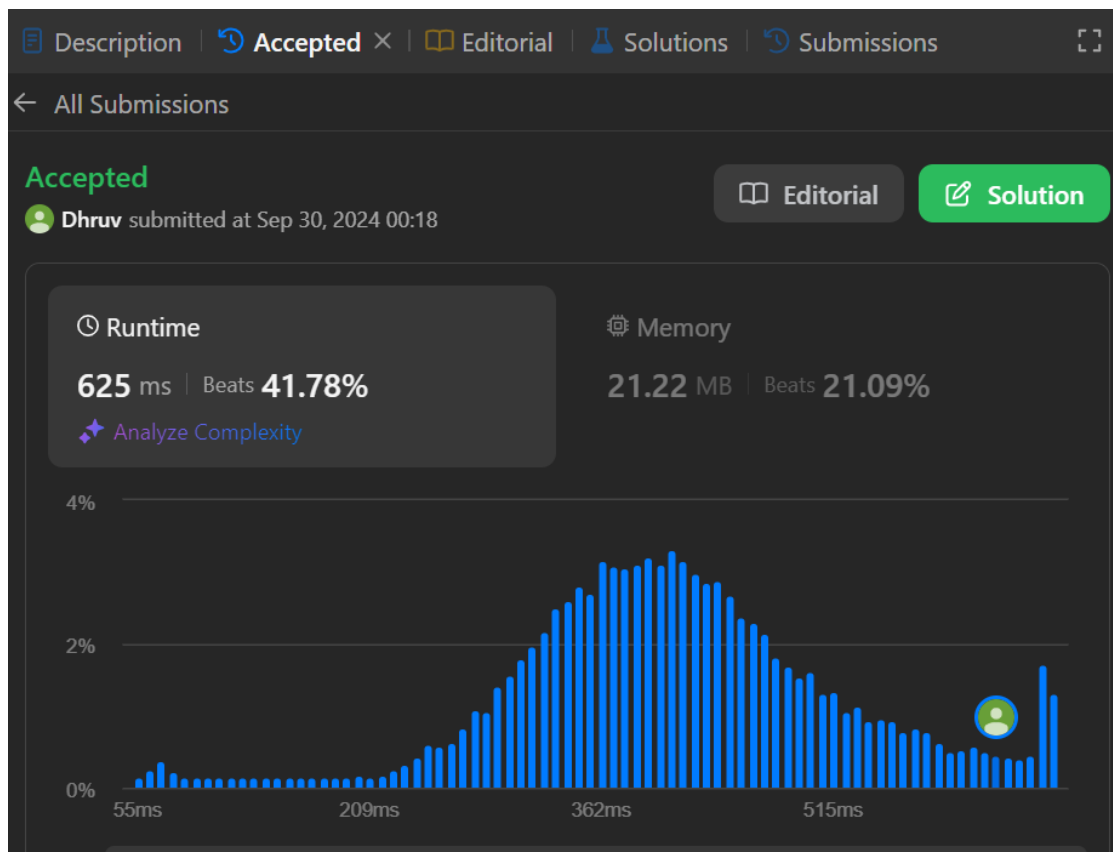 Description Accepted Editorial Solutions Submissions
All Submissions
Accepted
Editorial Solution
Dhruv submitted at Sep 30, 2024 00:18
Runtime Memory
625 ms Beats 41.78% 21.22 MB Beats 21.09%
Analyze Complexity
4%
2%
0%
55ms 209ms 362ms 515ms